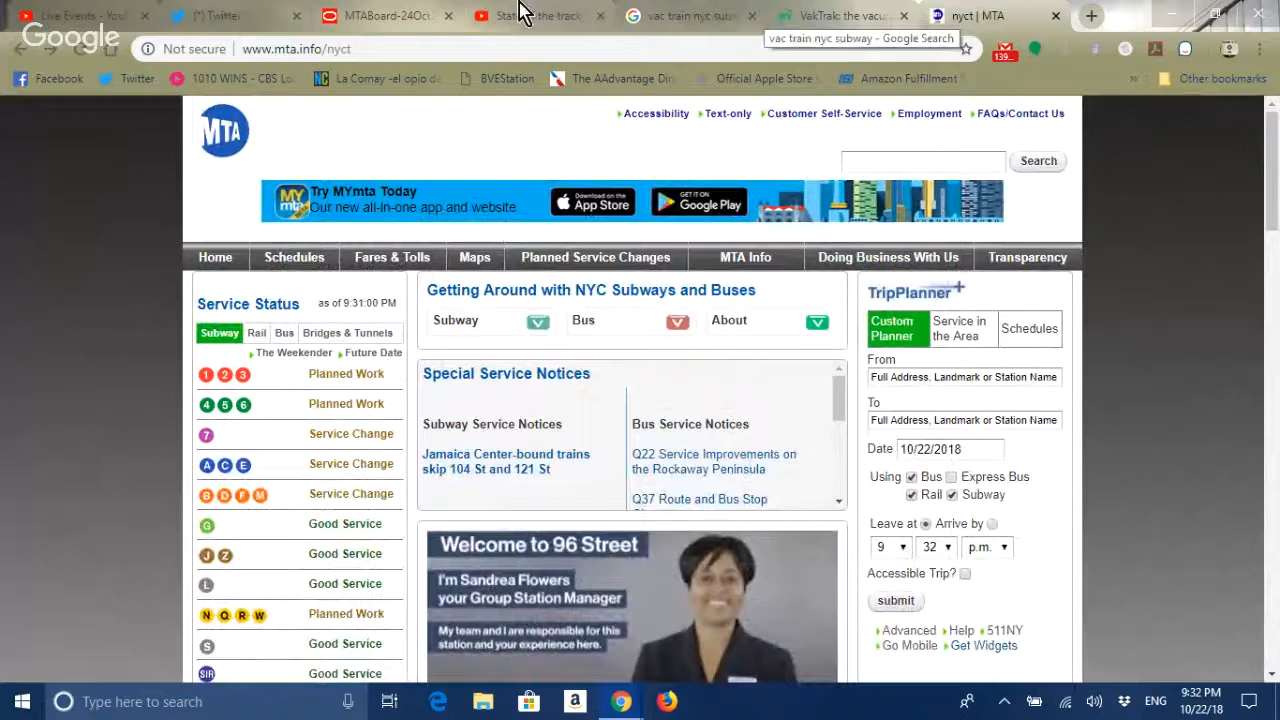 Live Events - You
(*) Twitter
MTABoard-24Oct
the track
vac train nyc subw
VakTrak: the vacu
nyct | MTA
Google
Not secure
www.mta.info/nyct
vac train nyc subway - Google Search
139...
Facebook
Twitter
1010 WINS - CBS Lo
La Comay -el opio de
BVEStation
The AAdvantage Din
Official Apple Store
Amazon Fulfillment
Other bookmarks
MTA
Accessibility
Text-only
Customer Self-Service
Employment
FAQs/Contact Us
Search
MY mta
Try MYmta Today
Our new all-in-one app and website
Download on the App Store
GET IT ON Google Play
Home
Schedules
Fares & Tolls
Maps
Planned Service Changes
MTA Info
Doing Business With Us
Transparency
Service Status
as of 9:31:00 PM
Subway
Rail
Bus
Bridges & Tunnels
The Weekender
Future Date
1 2 3 Planned Work
4 5 6 Planned Work
7 Service Change
A C E Service Change
B D F M Service Change
G Good Service
J Z Good Service
L Good Service
N Q R W Planned Work
S Good Service
SIR Good Service
Getting Around with NYC Subways and Buses
Subway
Bus
About
Special Service Notices
Subway Service Notices
Jamaica Center-bound trains
skip 104 St and 121 St
Bus Service Notices
Q22 Service Improvements on
the Rockaway Peninsula
Q37 Route and Bus Stop
Welcome to 96 Street
I'm Sandrea Flowers
your Group Station Manager
My team and I are responsible for this
station and your experience here.
TripPlanner+
Custom
Planner
Service in
the Area
Schedules
From
Full Address, Landmark or Station Name
To
Full Address, Landmark or Station Name
Date 10/22/2018
Using Bus Express Bus
Rail Subway
Leave at Arrive by
9 32 p.m.
Accessible Trip?
submit
Advanced Help 511NY
Go Mobile Get Widgets
Type here to search
ENG
9:32 PM
10/22/18